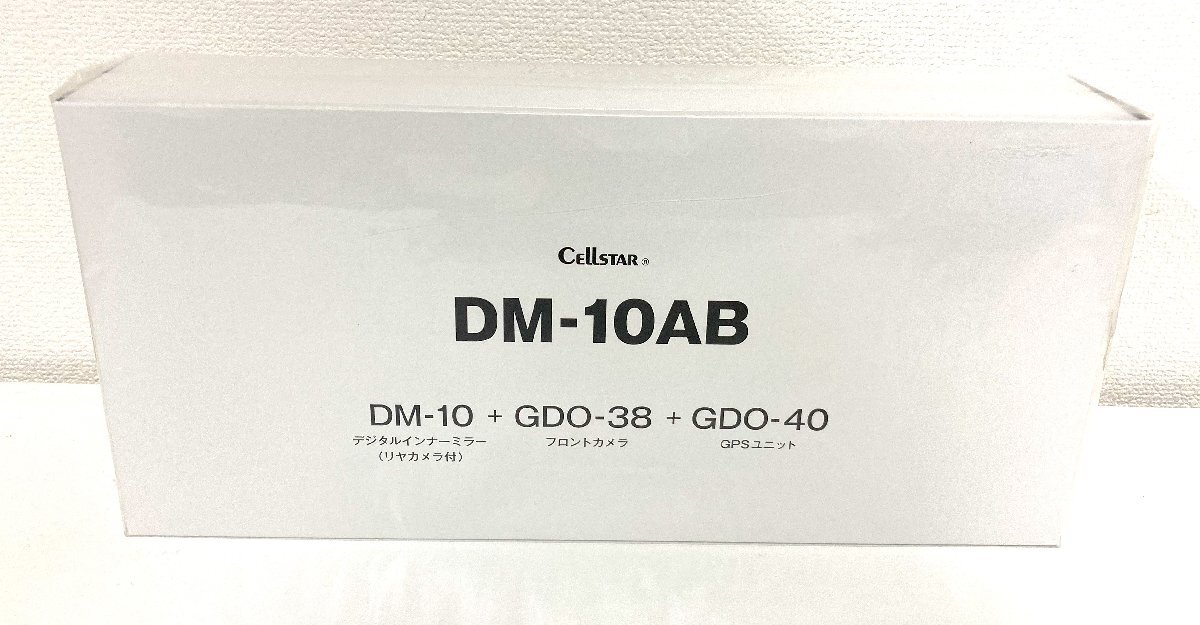 CELLSTAR®
DM-10AB
DM-10 + GDO-38 + GDO-40
デジタルインナーミラー フロントカメラ GPSユニット
（リヤカメラ付）